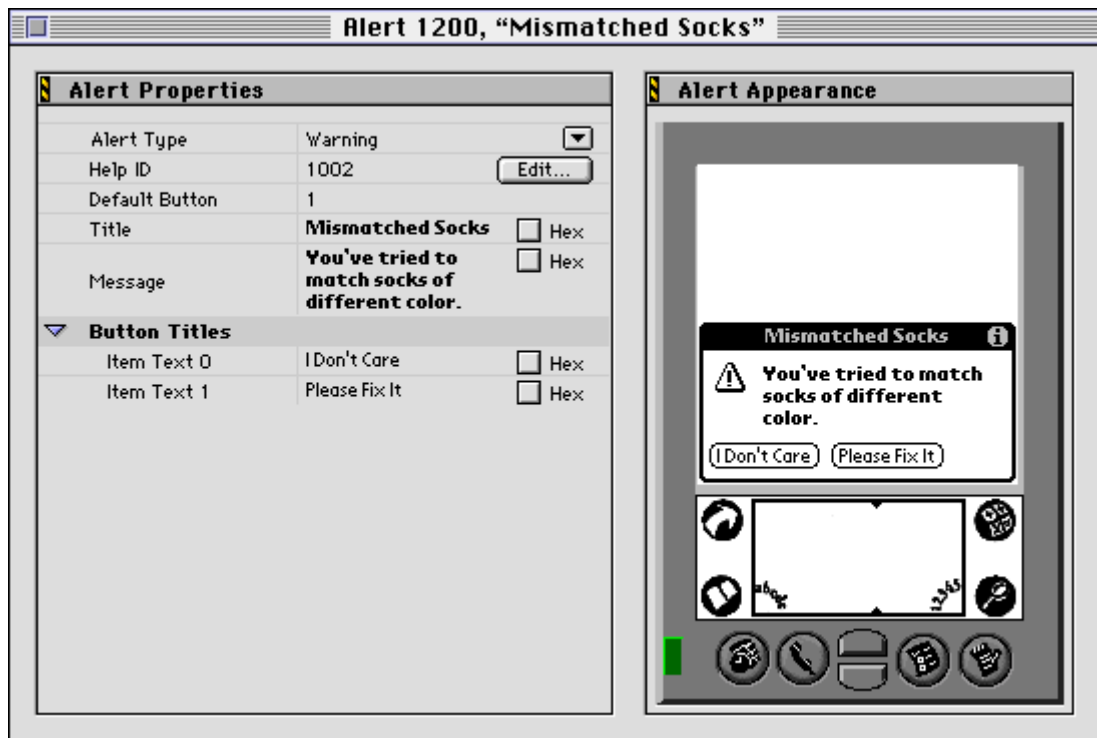 Alert 1200, “Mismatched Socks”
Alert Properties
Alert Type Warning
Help ID 1002 Edit...
Default Button 1
Title Mismatched Socks Hex
Message You've tried to match socks of different color. Hex
Button Titles
Item Text 0 I Don't Care Hex
Item Text 1 Please Fix It Hex
Alert Appearance
Mismatched Socks i
You've tried to match
socks of different
color.
I Don't Care Please Fix It
abc 12345